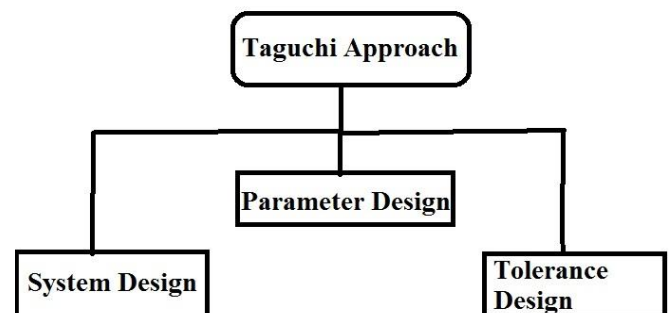 Taguchi Approach
Parameter Design
System Design
Tolerance
Design